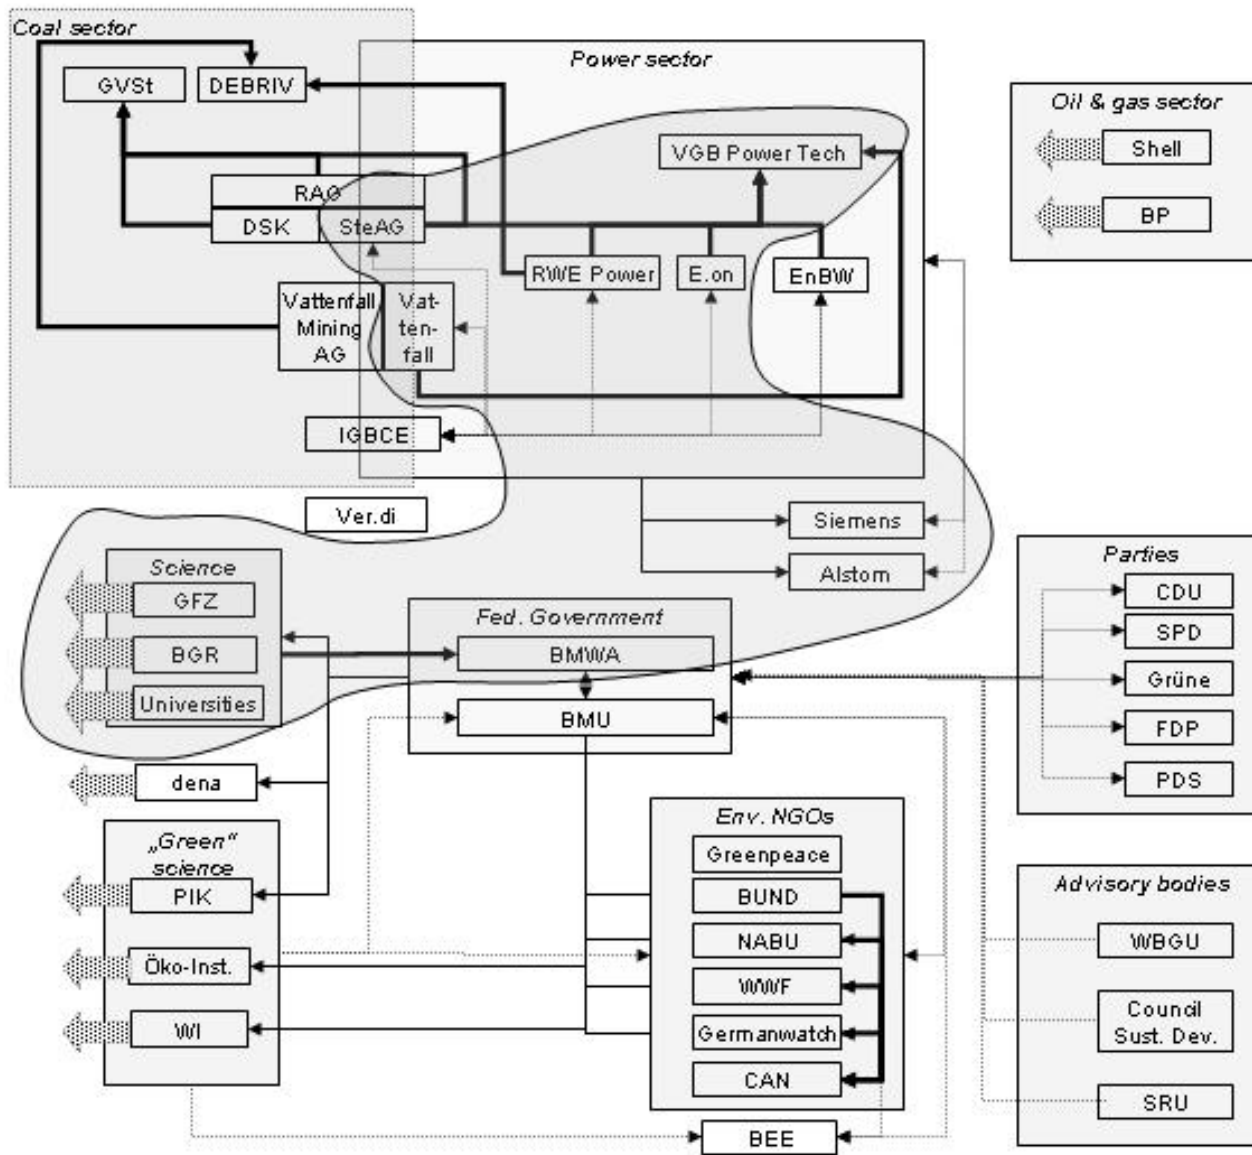 Coal sector
Power sector
Oil & gas sector
GVSt
DEBRIV
Shell
BP
VGB Power Tech
RAG
DSK
SteAG
RWE Power
E.on
EnBW
Vattenfall
Mining
AG
Vat-
ten-
fall
IGBCE
Ver.di
Siemens
Alstom
Science
GFZ
BGR
Universities
Fed. Government
BMWA
BMU
Parties
CDU
SPD
Grüne
FDP
PDS
dena
„Green“
science
PIK
Öko-Inst.
WI
Env. NGOs
Greenpeace
BUND
NABU
WWF
Germanwatch
CAN
BEE
Advisory bodies
WBGU
Council
Sust. Dev.
SRU